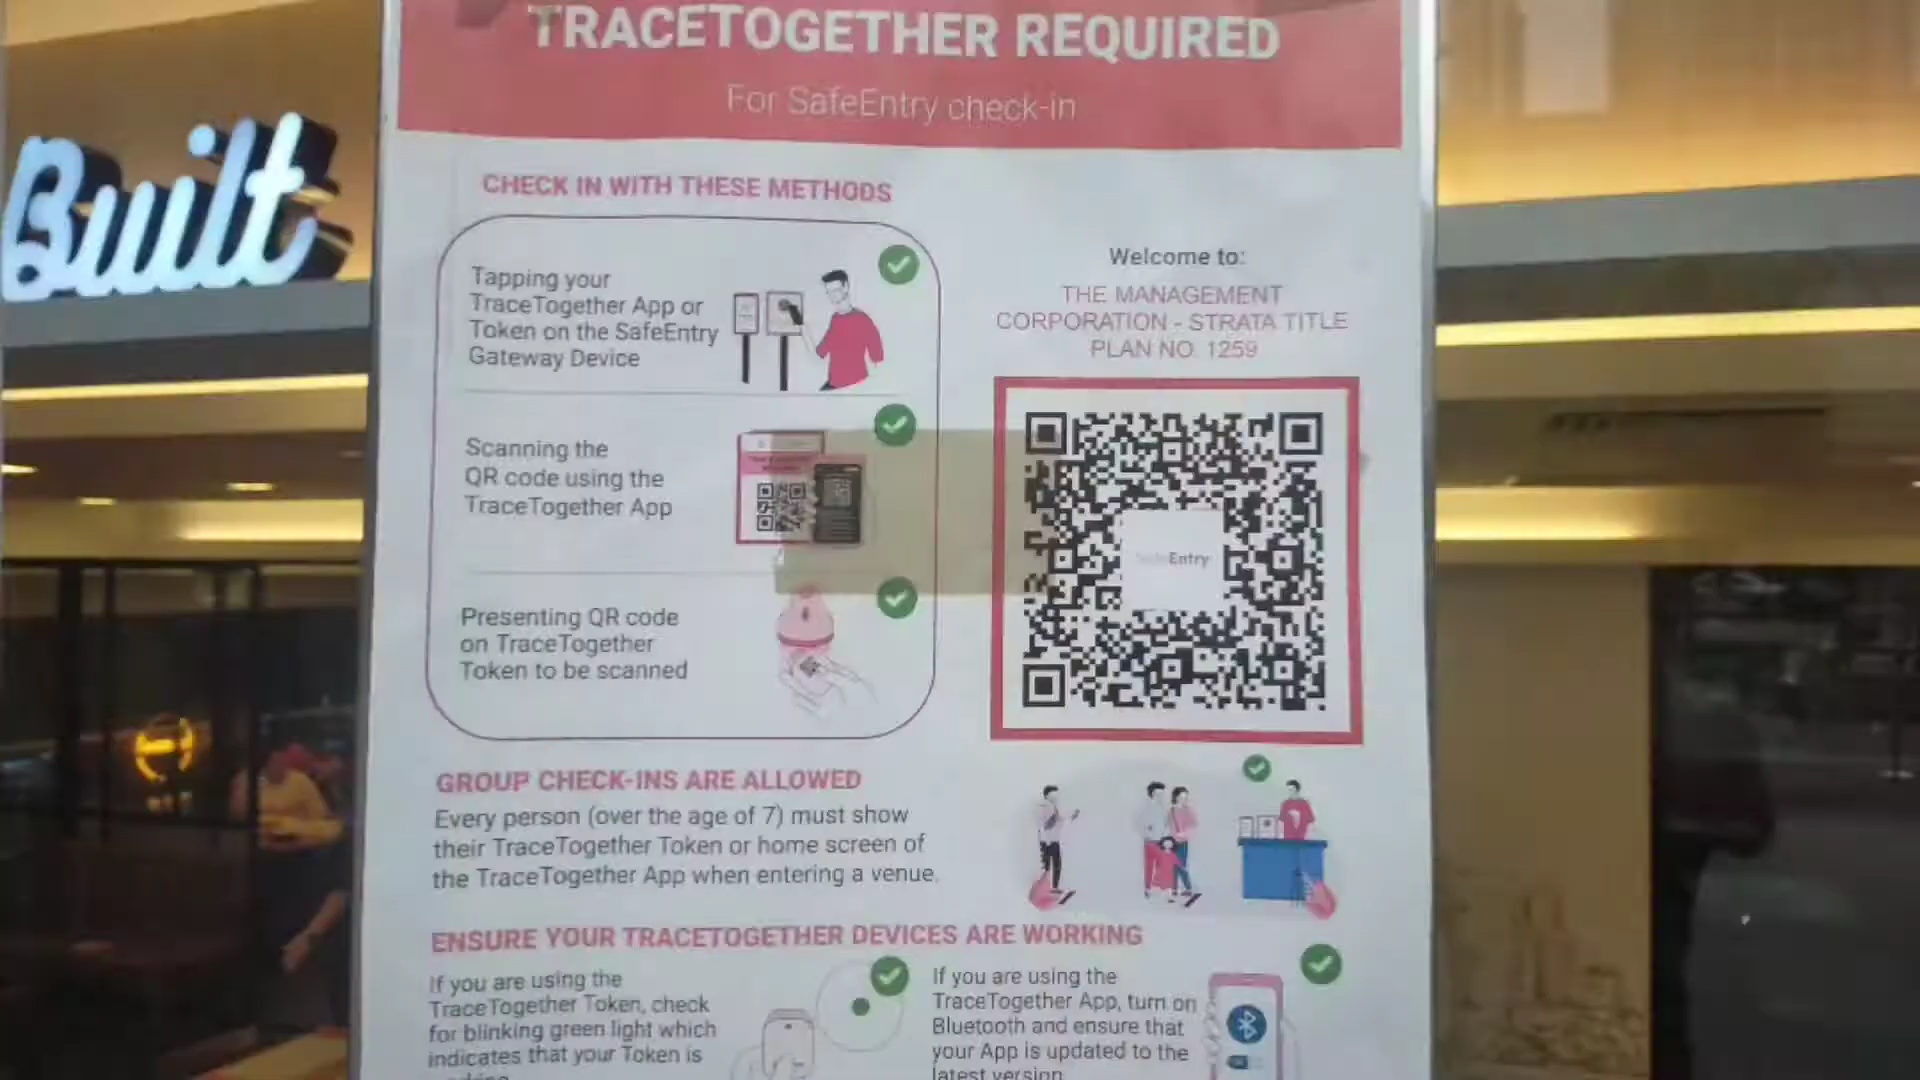 Built
TRACETOGETHER REQUIRED
For SafeEntry check-in
CHECK IN WITH THESE METHODS
Tapping your
TraceTogether App or
Token on the SafeEntry
Gateway Device
Scanning the
QR code using the
TraceTogether App
Presenting QR code
on TraceTogether
Token to be scanned
Welcome to:
THE MANAGEMENT
CORPORATION - STRATA TITLE
PLAN NO. 1259
SafeEntry
GROUP CHECK-INS ARE ALLOWED
Every person (over the age of 7) must show
their TraceTogether Token or home screen of
the TraceTogether App when entering a venue.
ENSURE YOUR TRACETOGETHER DEVICES ARE WORKING
If you are using the
TraceTogether Token, check
for blinking green light which
indicates that your Token is
If you are using the
TraceTogether App, turn on
Bluetooth and ensure that
your App is updated to the
latest version